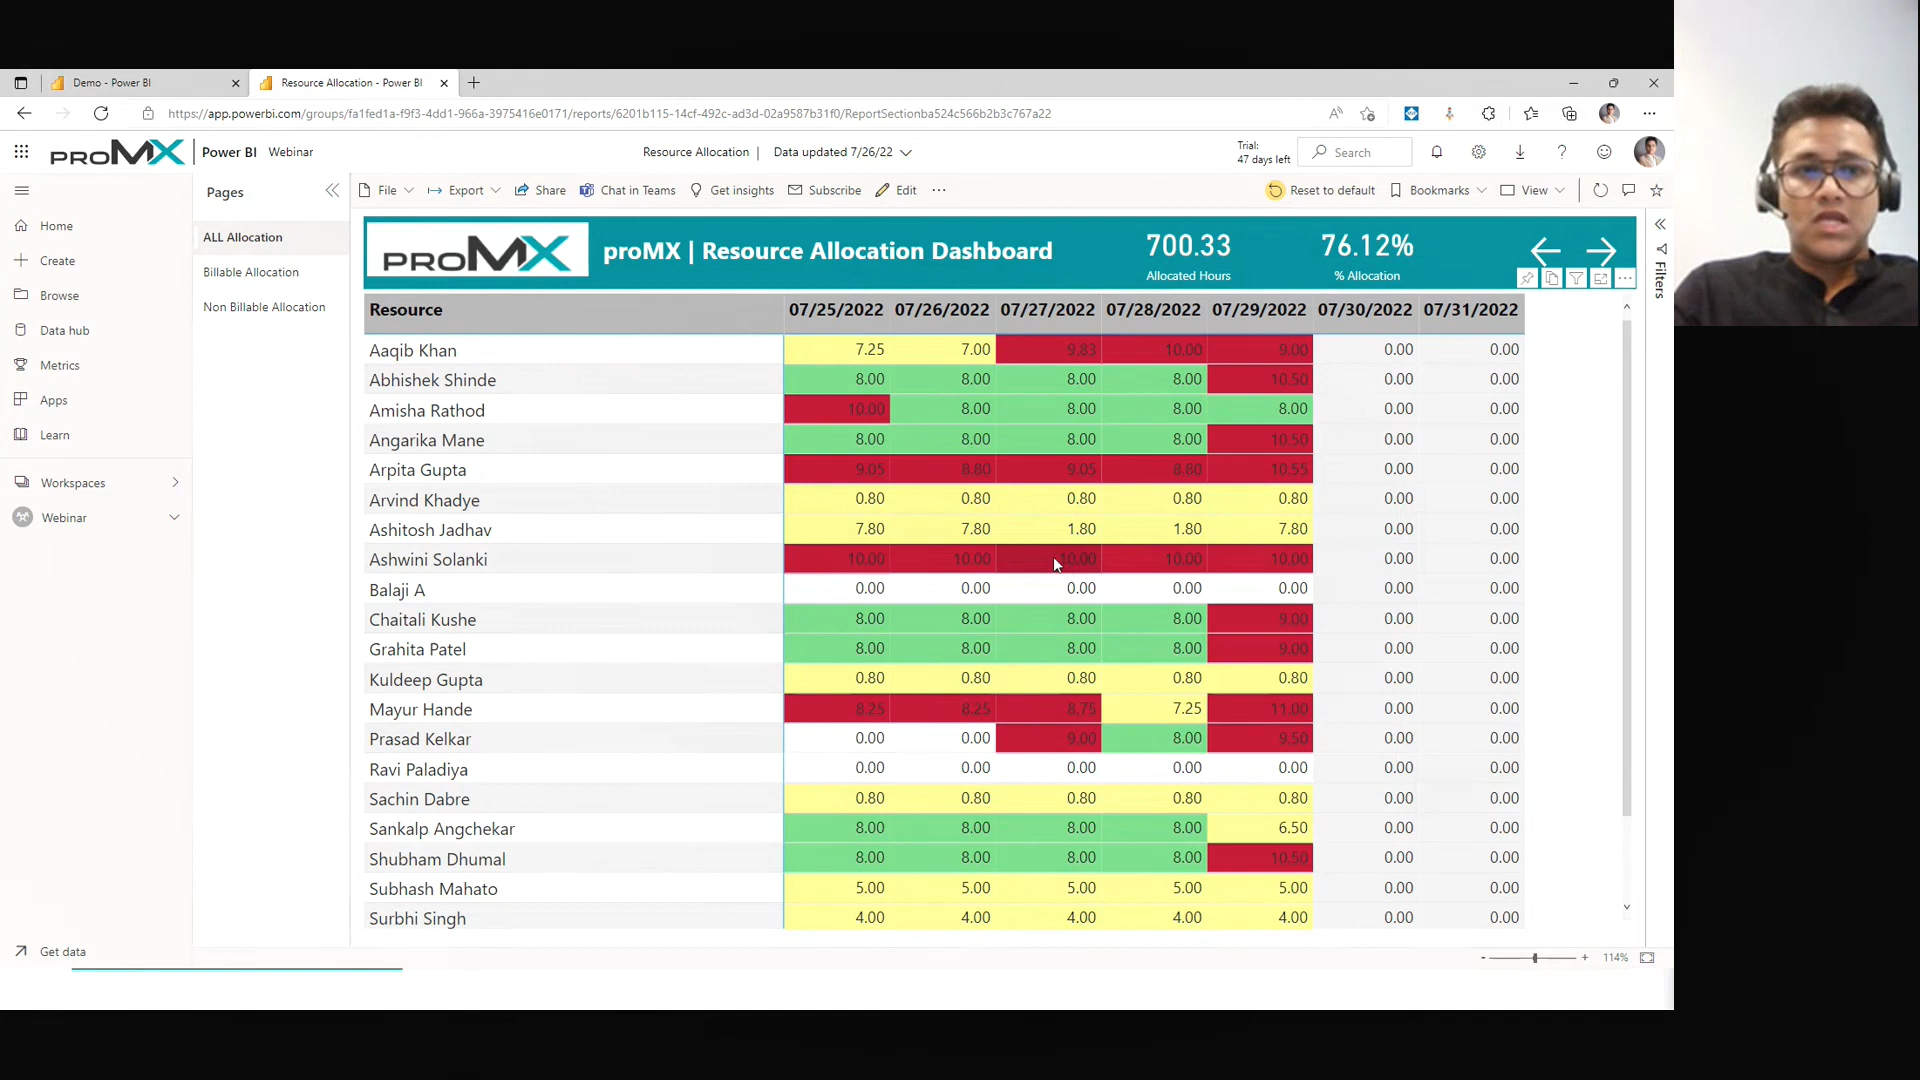 Demo - Power BI
Resource Allocation - Power BI
https://app.powerbi.com/groups/fa1fed1a-f9f3-4dd1-966a-3975416e0171/reports/6201b115-14cf-492c-ad3d-02a9587b31f0/ReportSectionba524c566b2b3c767a22
proMX Power BI Webinar
Resource Allocation | Data updated 7/26/22
Trial:
47 days left
Search
Pages
File Export Share Chat in Teams Get insights Subscribe Edit
Reset to default Bookmarks View
Home
Create
Browse
Data hub
Metrics
Apps
Learn
Workspaces
Webinar
Get data
ALL Allocation
Billable Allocation
Non Billable Allocation
proMX
proMX | Resource Allocation Dashboard
700.33
Allocated Hours
76.12%
% Allocation
Filters
Resource 07/25/2022 07/26/2022 07/27/2022 07/28/2022 07/29/2022 07/30/2022 07/31/2022
Aaqib Khan 7.25 7.00 9.83 10.00 9.00 0.00 0.00
Abhishek Shinde 8.00 8.00 8.00 8.00 10.50 0.00 0.00
Amisha Rathod 10.00 8.00 8.00 8.00 8.00 0.00 0.00
Angarika Mane 8.00 8.00 8.00 8.00 10.50 0.00 0.00
Arpita Gupta 9.05 8.80 9.05 8.80 10.55 0.00 0.00
Arvind Khadye 0.80 0.80 0.80 0.80 0.80 0.00 0.00
Ashitosh Jadhav 7.80 7.80 1.80 1.80 7.80 0.00 0.00
Ashwini Solanki 10.00 10.00 10.00 10.00 10.00 0.00 0.00
Balaji A 0.00 0.00 0.00 0.00 0.00 0.00 0.00
Chaitali Kushe 8.00 8.00 8.00 8.00 9.00 0.00 0.00
Grahita Patel 8.00 8.00 8.00 8.00 9.00 0.00 0.00
Kuldeep Gupta 0.80 0.80 0.80 0.80 0.80 0.00 0.00
Mayur Hande 8.25 8.25 8.75 7.25 11.00 0.00 0.00
Prasad Kelkar 0.00 0.00 9.00 8.00 9.50 0.00 0.00
Ravi Paladiya 0.00 0.00 0.00 0.00 0.00 0.00 0.00
Sachin Dabre 0.80 0.80 0.80 0.80 0.80 0.00 0.00
Sankalp Angchekar 8.00 8.00 8.00 8.00 6.50 0.00 0.00
Shubham Dhumal 8.00 8.00 8.00 8.00 10.50 0.00 0.00
Subhash Mahato 5.00 5.00 5.00 5.00 5.00 0.00 0.00
Surbhi Singh 4.00 4.00 4.00 4.00 4.00 0.00 0.00
- + 114%